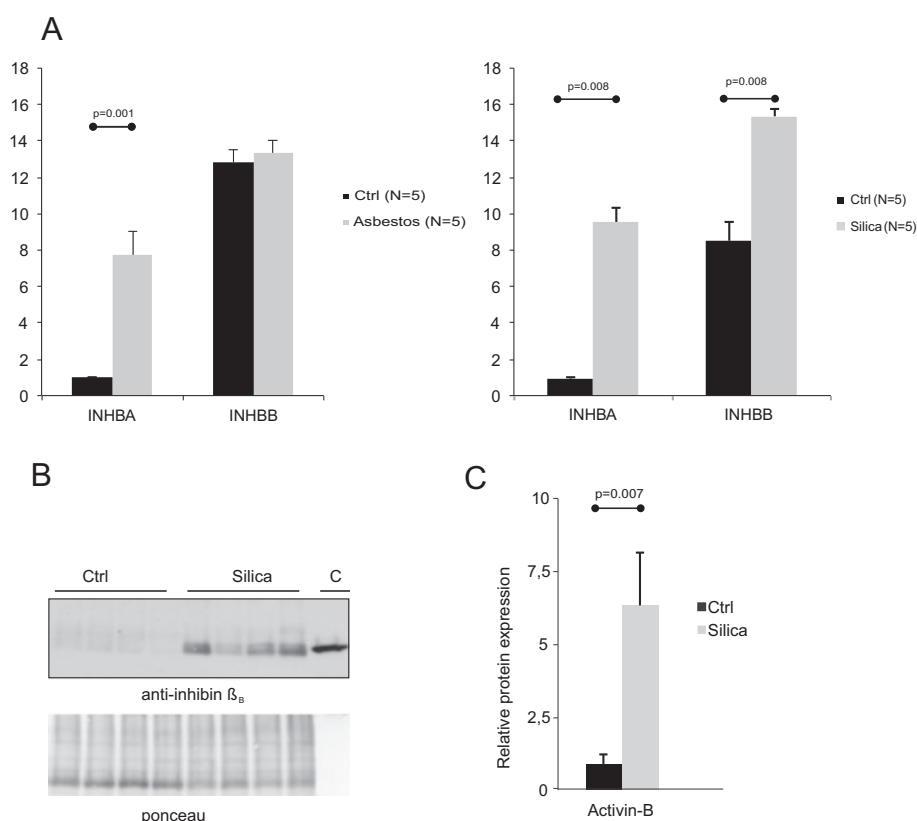 A
18
16
14
12
10
8
6
4
2
0
p=0.001
INHBA INHBB
Ctrl (N=5)
Asbestos (N=5)
18
16
14
12
10
8
6
4
2
0
p=0.008
p=0.008
INHBA INHBB
Ctrl (N=5)
Silica (N=5)
B
Ctrl Silica C
anti-inhibin ßB
ponceau
C
Relative protein expression
10
7,5
5
2,5
0
p=0.007
Activin-B
Ctrl
Silica